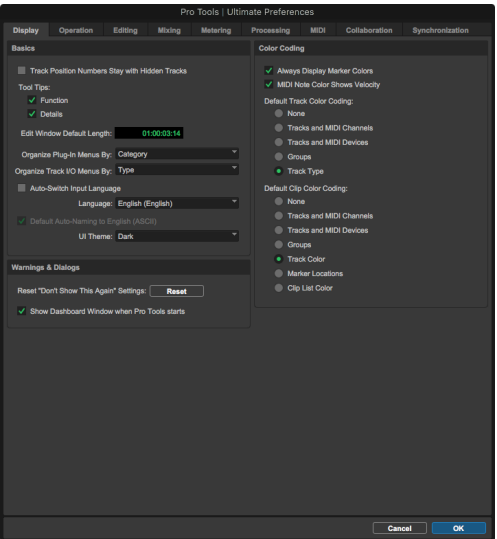 Pro Tools | Ultimate Preferences
Display Operation Editing Mixing Metering Processing MIDI Collaboration Synchronization
Basics
Track Position Numbers Stay with Hidden Tracks
Tool Tips:
Function
Details
Edit Window Default Length: 01:00:03:14
Organize Plug-In Menus By: Category
Organize Track I/O Menus By: Type
Auto-Switch Input Language
Language: English (English)
Default Auto-Naming to English (ASCII)
UI Theme: Dark
Warnings & Dialogs
Reset "Don't Show This Again" Settings: Reset
Show Dashboard Window when Pro Tools starts
Color Coding
Always Display Marker Colors
MIDI Note Color Shows Velocity
Default Track Color Coding:
None
Tracks and MIDI Channels
Tracks and MIDI Devices
Groups
Track Type
Default Clip Color Coding:
None
Tracks and MIDI Channels
Tracks and MIDI Devices
Groups
Track Color
Marker Locations
Clip List Color
Cancel OK